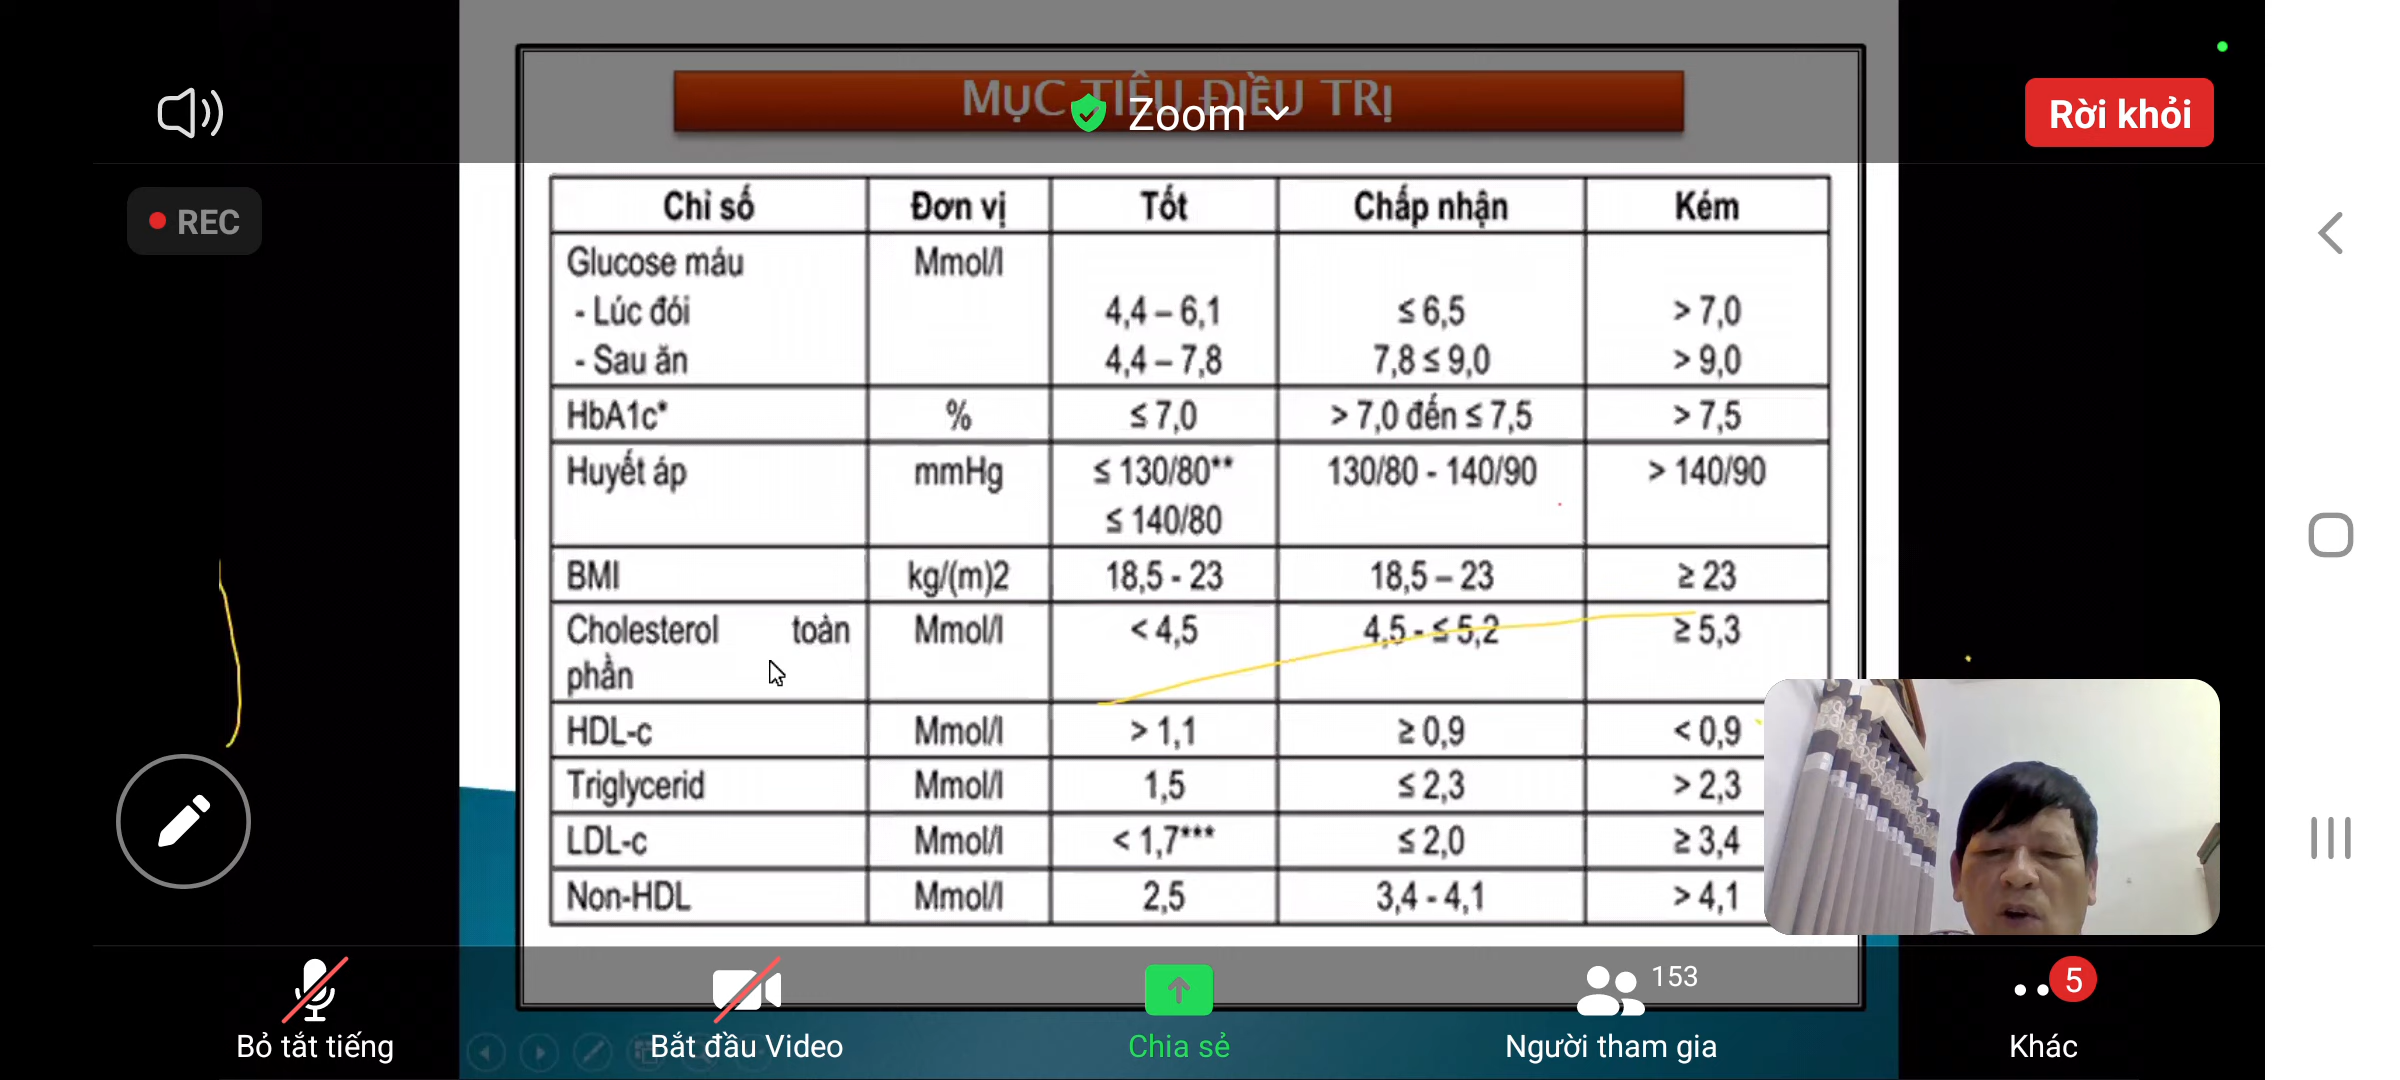 MỤC TIÊU ĐIỀU TRỊ
Zoom
Rời khỏi
REC
Chỉ số Đơn vị Tốt Chấp nhận Kém
Glucose máu Mmol/l
- Lúc đói 4,4 – 6,1 ≤ 6,5 > 7,0
- Sau ăn 4,4 – 7,8 7,8 ≤ 9,0 > 9,0
HbA1c* % ≤ 7,0 > 7,0 đến ≤ 7,5 > 7,5
Huyết áp mmHg ≤ 130/80** 130/80 - 140/90 > 140/90
≤ 140/80
BMI kg/(m)2 18,5 - 23 18,5 – 23 ≥ 23
Cholesterol toàn Mmol/l < 4,5 4,5 - ≤ 5,2 ≥ 5,3
phần
HDL-c Mmol/l > 1,1 ≥ 0,9 < 0,9
Triglycerid Mmol/l 1,5 ≤ 2,3 > 2,3
LDL-c Mmol/l < 1,7*** ≤ 2,0 ≥ 3,4
Non-HDL Mmol/l 2,5 3,4 - 4,1 > 4,1
153
5
Bỏ tắt tiếng Bắt đầu Video Chia sẻ Người tham gia Khác